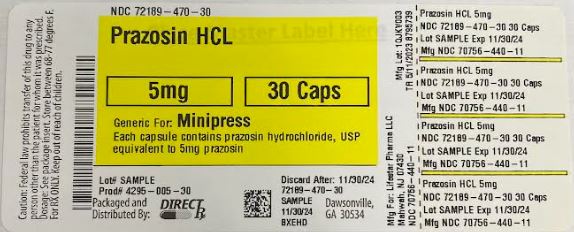 Caution: Federal law prohibits transfer of this drug to any
person other than the patient for whom it was prescribed.
Dosage: See package insert. Store between 68-77 degrees F.
For RX ONLY. Keep out of reach of children.
NDC 72189-470-30
Prazosin HCL
5mg
30 Caps
Generic For: Minipress
Each capsule contains prazosin hydrochloride, USP
equivalent to 5mg prazosin
Lot# SAMPLE
Prod# 4295-005-30
Packaged and
Distributed By:
DIRECT Rx
Discard After: 11/30/24
72189-470-30
SAMPLE
11/30/24
BXEHD
Dawsonville,
GA 30534
Mfg Lot:
TR 5/11/2023 8795739
Mfg For: Lifestar Pharma LLC
Mahwah, NJ 07430
NDC 70756-440-11
Prazosin HCL 5mg
NDC 72189-470-30 30 Caps
Lot SAMPLE Exp 11/30/24
Mfg NDC 70756-440-11
Prazosin HCL 5mg
NDC 72189-470-30 30 Caps
Lot SAMPLE Exp 11/30/24
Mfg NDC 70756-440-11
Prazosin HCL 5mg
NDC 72189-470-30 30 Caps
Lot SAMPLE Exp 11/30/24
Mfg NDC 70756-440-11
Prazosin HCL 5mg
NDC 72189-470-30 30 Caps
Lot SAMPLE Exp 11/30/24
Mfg NDC 70756-440-11